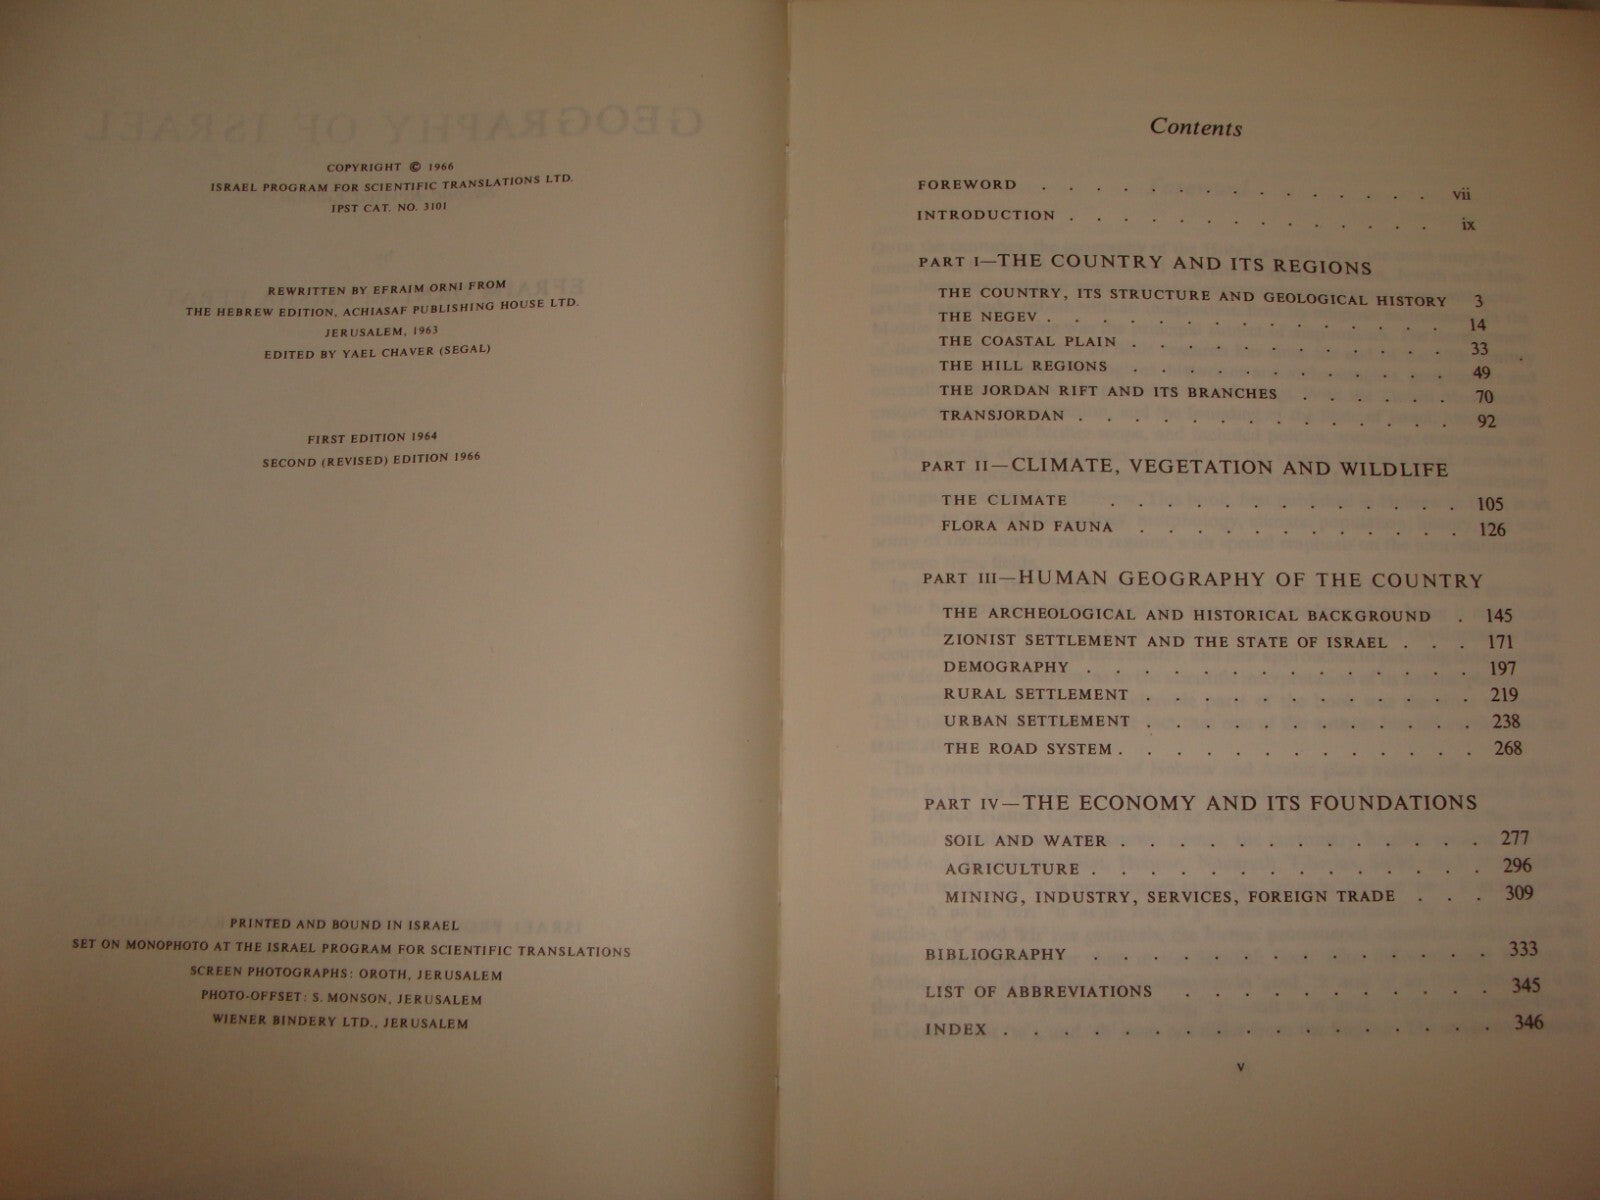 COPYRIGHT © 1966
ISRAEL PROGRAM FOR SCIENTIFIC TRANSLATIONS LTD.
IPST CAT. NO. 3101
REWRITTEN BY EFRAIM ORNI FROM
THE HEBREW EDITION, ACHIASAF PUBLISHING HOUSE LTD.
JERUSALEM, 1963
EDITED BY YAEL CHAVER (SEGAL)
FIRST EDITION 1964
SECOND (REVISED) EDITION 1966
PRINTED AND BOUND IN ISRAEL
SET ON MONOPHOTO AT THE ISRAEL PROGRAM FOR SCIENTIFIC TRANSLATIONS
SCREEN PHOTOGRAPHS: OROTH, JERUSALEM
PHOTO-OFFSET: S. MONSON, JERUSALEM
WIENER BINDERY LTD., JERUSALEM
Contents
FOREWORD . . . . . . . . . . . . . . vii
INTRODUCTION . . . . . . . . . . . . . . ix
PART I—THE COUNTRY AND ITS REGIONS
THE COUNTRY, ITS STRUCTURE AND GEOLOGICAL HISTORY 3
THE NEGEV . . . . . . . . . . . . . . 14
THE COASTAL PLAIN . . . . . . . . . . . . 33
THE HILL REGIONS . . . . . . . . . . . . 49
THE JORDAN RIFT AND ITS BRANCHES . . . . . . 70
TRANSJORDAN . . . . . . . . . . . . . . 92
PART II—CLIMATE, VEGETATION AND WILDLIFE
THE CLIMATE . . . . . . . . . . . . . 105
FLORA AND FAUNA . . . . . . . . . . . . 126
PART III—HUMAN GEOGRAPHY OF THE COUNTRY
THE ARCHEOLOGICAL AND HISTORICAL BACKGROUND . 145
ZIONIST SETTLEMENT AND THE STATE OF ISRAEL . . . 171
DEMOGRAPHY . . . . . . . . . . . . . . 197
RURAL SETTLEMENT . . . . . . . . . . . . 219
URBAN SETTLEMENT . . . . . . . . . . . . 238
THE ROAD SYSTEM . . . . . . . . . . . . . 268
PART IV—THE ECONOMY AND ITS FOUNDATIONS
SOIL AND WATER . . . . . . . . . . . . . 277
AGRICULTURE . . . . . . . . . . . . . . 296
MINING, INDUSTRY, SERVICES, FOREIGN TRADE . . . 309
BIBLIOGRAPHY . . . . . . . . . . . . . . 333
LIST OF ABBREVIATIONS . . . . . . . . . . . 345
INDEX . . . . . . . . . . . . . . . . . 346
v